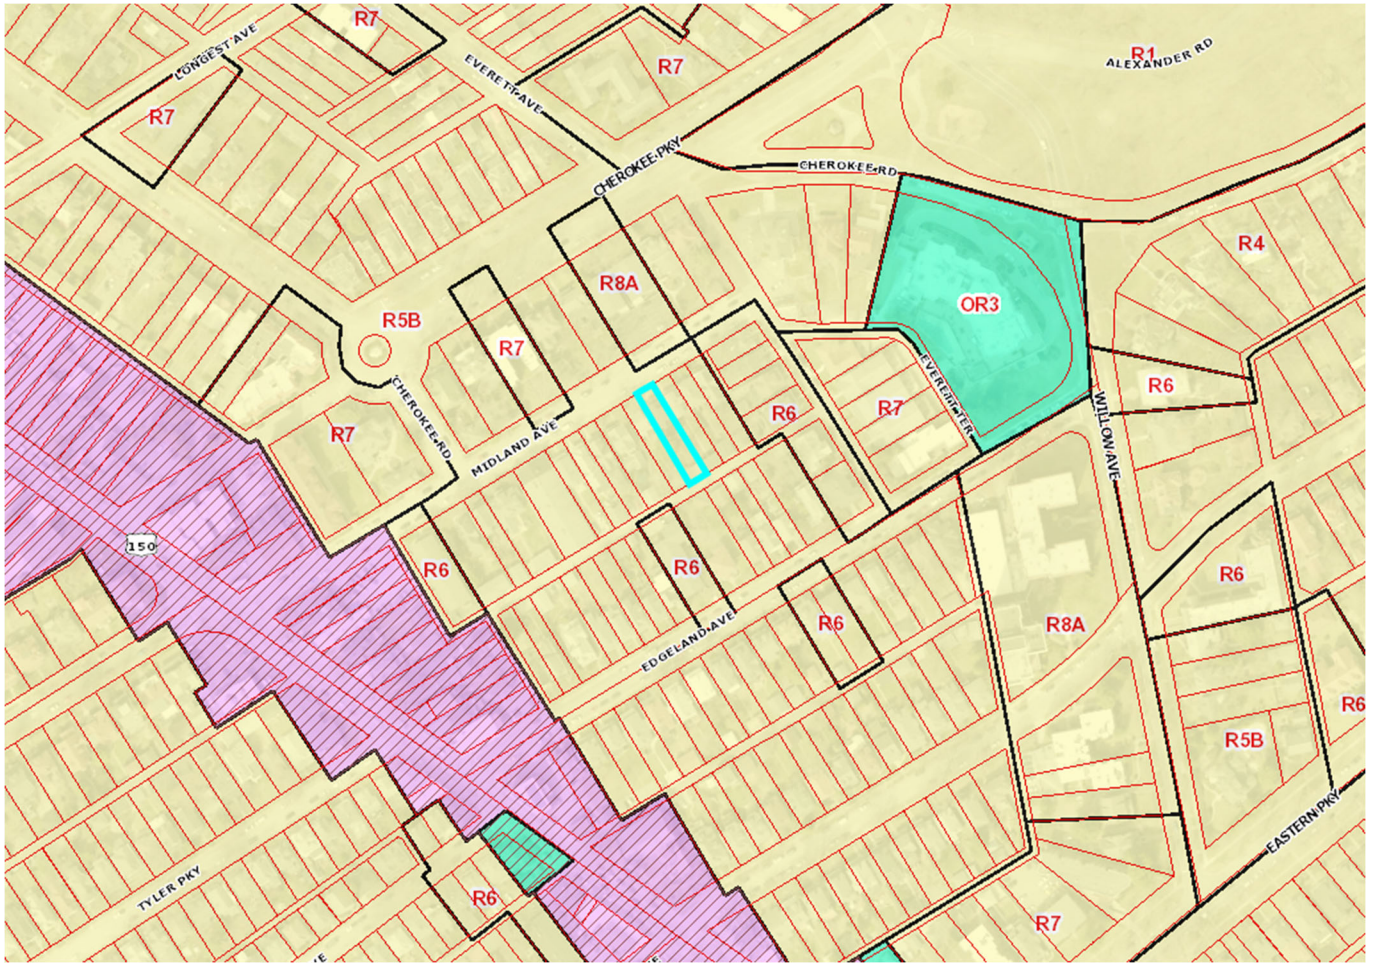 R7
LONGEST AVE
EVERETT AVE
R7
R1
ALEXANDER RD
R7
CHEROKEE PKY
CHEROKEE RD
R4
R8A
OR3
R5B
R7
CHEROKEE RD
EVERETT TER
R6
R6
R7
WILLOW AVE
R7
MIDLAND AVE
150
R6
R6
R6
R6
R8A
EDGELAND AVE
R6
R5B
EASTERN PKY
TYLER PKY
R6
R7